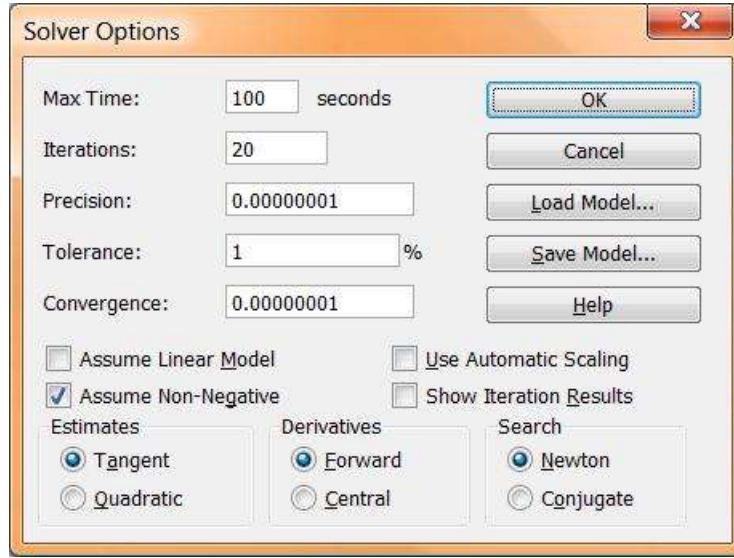 Solver Options
Max Time: 100 seconds OK
Iterations: 20 Cancel
Precision: 0.00000001 Load Model...
Tolerance: 1 % Save Model...
Convergence: 0.00000001 Help
Assume Linear Model Use Automatic Scaling
Assume Non-Negative Show Iteration Results
Estimates Derivatives Search
Tangent Forward Newton
Quadratic Central Conjugate